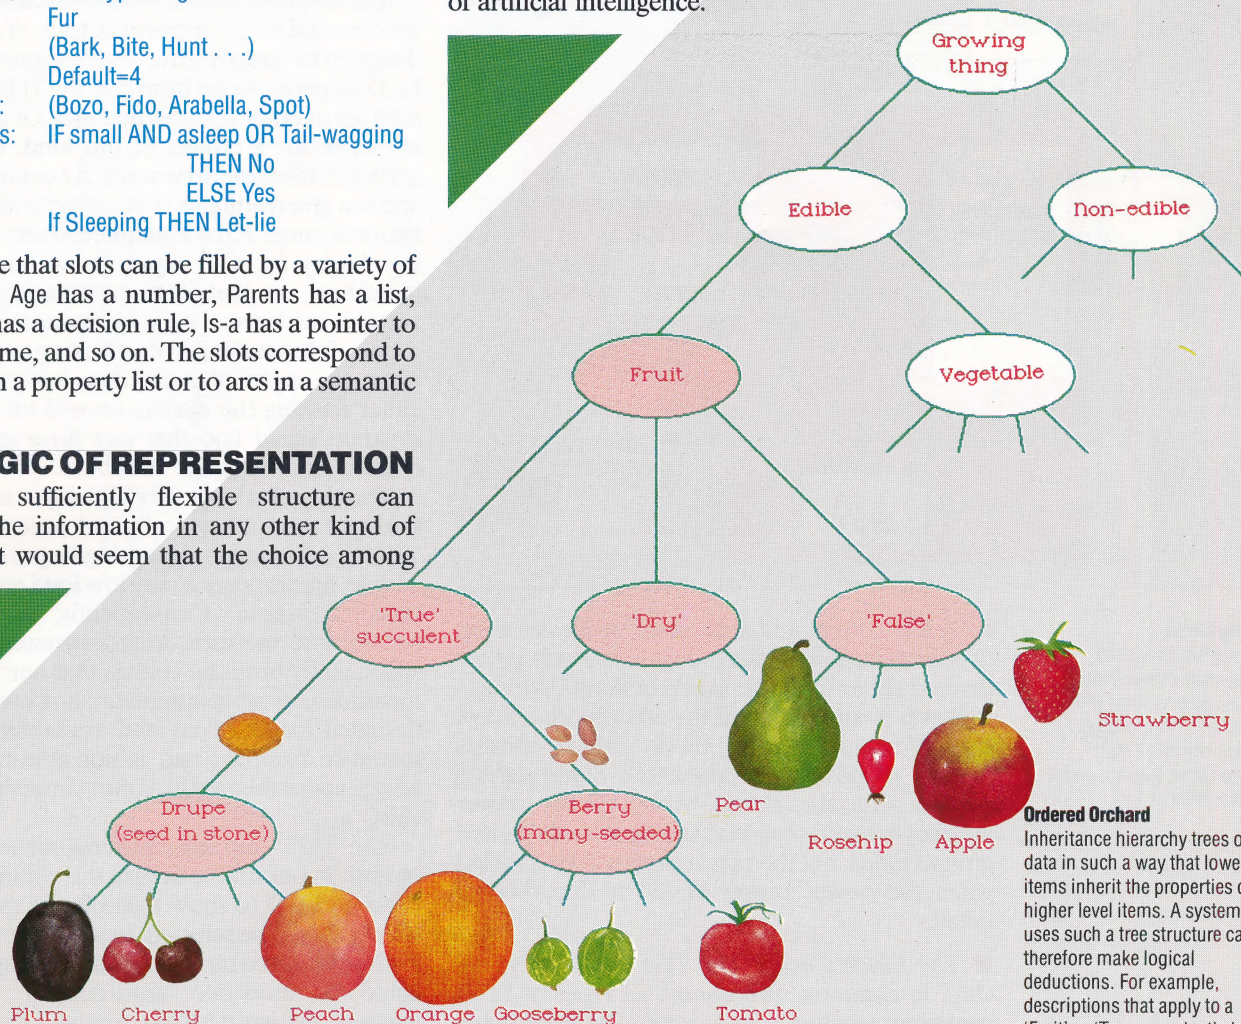 of artificial intelligence.
Fur
(Bark, Bite, Hunt . . .)
Default=4
: (Bozo, Fido, Arabella, Spot)
s: IF small AND asleep OR Tail-wagging
THEN No
ELSE Yes
If Sleeping THEN Let-lie
e that slots can be filled by a variety of
Age has a number, Parents has a list,
has a decision rule, Is-a has a pointer to
me, and so on. The slots correspond to
n a property list or to arcs in a semantic
GIC OF REPRESENTATION
sufficiently flexible structure can
he information in any other kind of
t would seem that the choice among
Growing
thing
Edible
Non-edible
Fruit
Vegetable
'True'
succulent
'Dry'
'False'
Strawberry
Pear
Rosehip
Apple
Drupe
(seed in stone)
Berry
(many-seeded)
Plum
Cherry
Peach
Orange
Gooseberry
Tomato
Ordered Orchard
Inheritance hierarchy trees o
data in such a way that lowe
items inherit the properties o
higher level items. A system
uses such a tree structure ca
therefore make logical
deductions. For example,
descriptions that apply to a